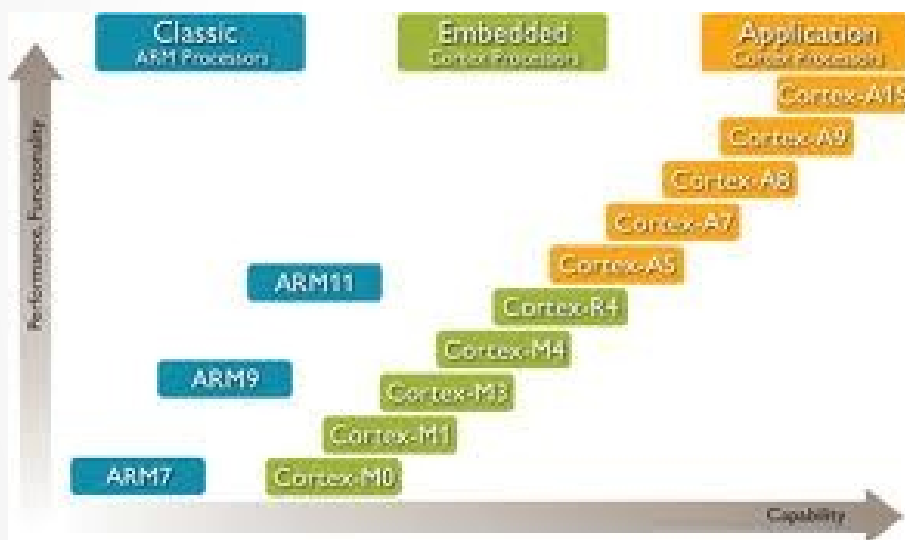 Classic
ARM Processors
Embedded
Cortex Processors
Application
Cortex Processors
Cortex-A15
Cortex-A9
Cortex-A8
Cortex-A7
Cortex-A5
ARM11
Cortex-R4
Cortex-M4
ARM9
Cortex-M3
Cortex-M1
ARM7
Cortex-M0
Performance, Functionality
Capability